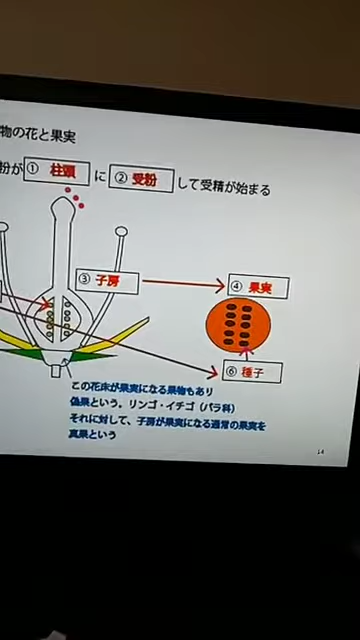 物の花と果実
粉が① 柱頭 に ② 受粉 して受精が始まる
③ 子房
④ 果実
⑥ 種子
この花床が果実になる果物もあり
偽果という。リンゴ・イチゴ（バラ科）
それに対して、子房が果実になる通常の果実を
真果という
14